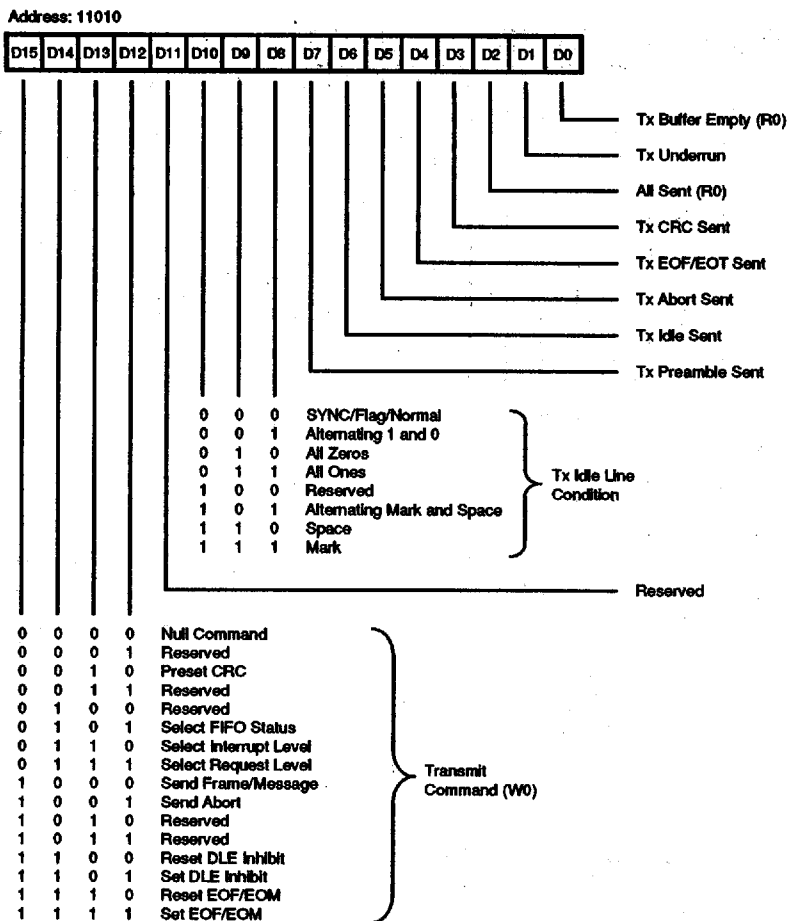 Address: 11010
D15 D14 D13 D12 D11 D10 D9 D8 D7 D6 D5 D4 D3 D2 D1 D0
Tx Buffer Empty (R0)
Tx Underrun
All Sent (R0)
Tx CRC Sent
Tx EOF/EOT Sent
Tx Abort Sent
Tx Idle Sent
Tx Preamble Sent
0 0 0 SYNC/Flag/Normal
0 0 1 Alternating 1 and 0
0 1 0 All Zeros
0 1 1 All Ones
1 0 0 Reserved
1 0 1 Alternating Mark and Space
1 1 0 Space
1 1 1 Mark
Tx Idle Line
Condition
Reserved
0 0 0 0 Null Command
0 0 0 1 Reserved
0 0 1 0 Preset CRC
0 0 1 1 Reserved
0 1 0 0 Reserved
0 1 0 1 Select FIFO Status
0 1 1 0 Select Interrupt Level
0 1 1 1 Select Request Level
1 0 0 0 Send Frame/Message
1 0 0 1 Send Abort
1 0 1 0 Reserved
1 0 1 1 Reserved
1 1 0 0 Reset DLE Inhibit
1 1 0 1 Set DLE Inhibit
1 1 1 0 Reset EOF/EOM
1 1 1 1 Set EOF/EOM
Transmit
Command (W0)